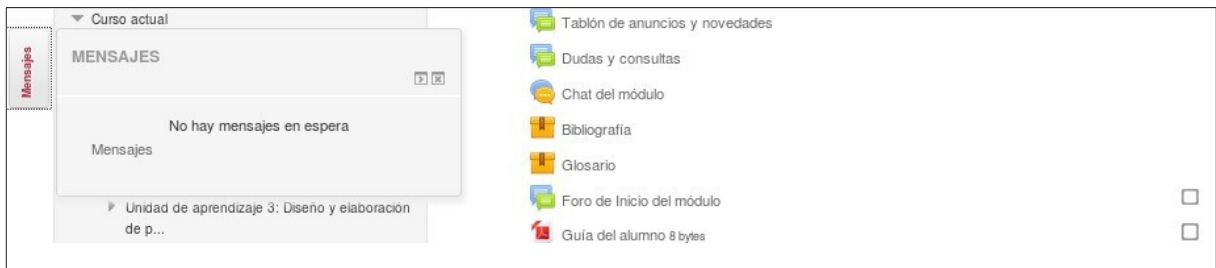 Curso actual
Mensajes
MENSAJES
No hay mensajes en espera
Mensajes
Unidad de aprendizaje 3: Diseño y elaboración
de p...
Tablón de anuncios y novedades
Dudas y consultas
Chat del módulo
Bibliografía
Glosario
Foro de Inicio del módulo
Guía del alumno 8 bytes